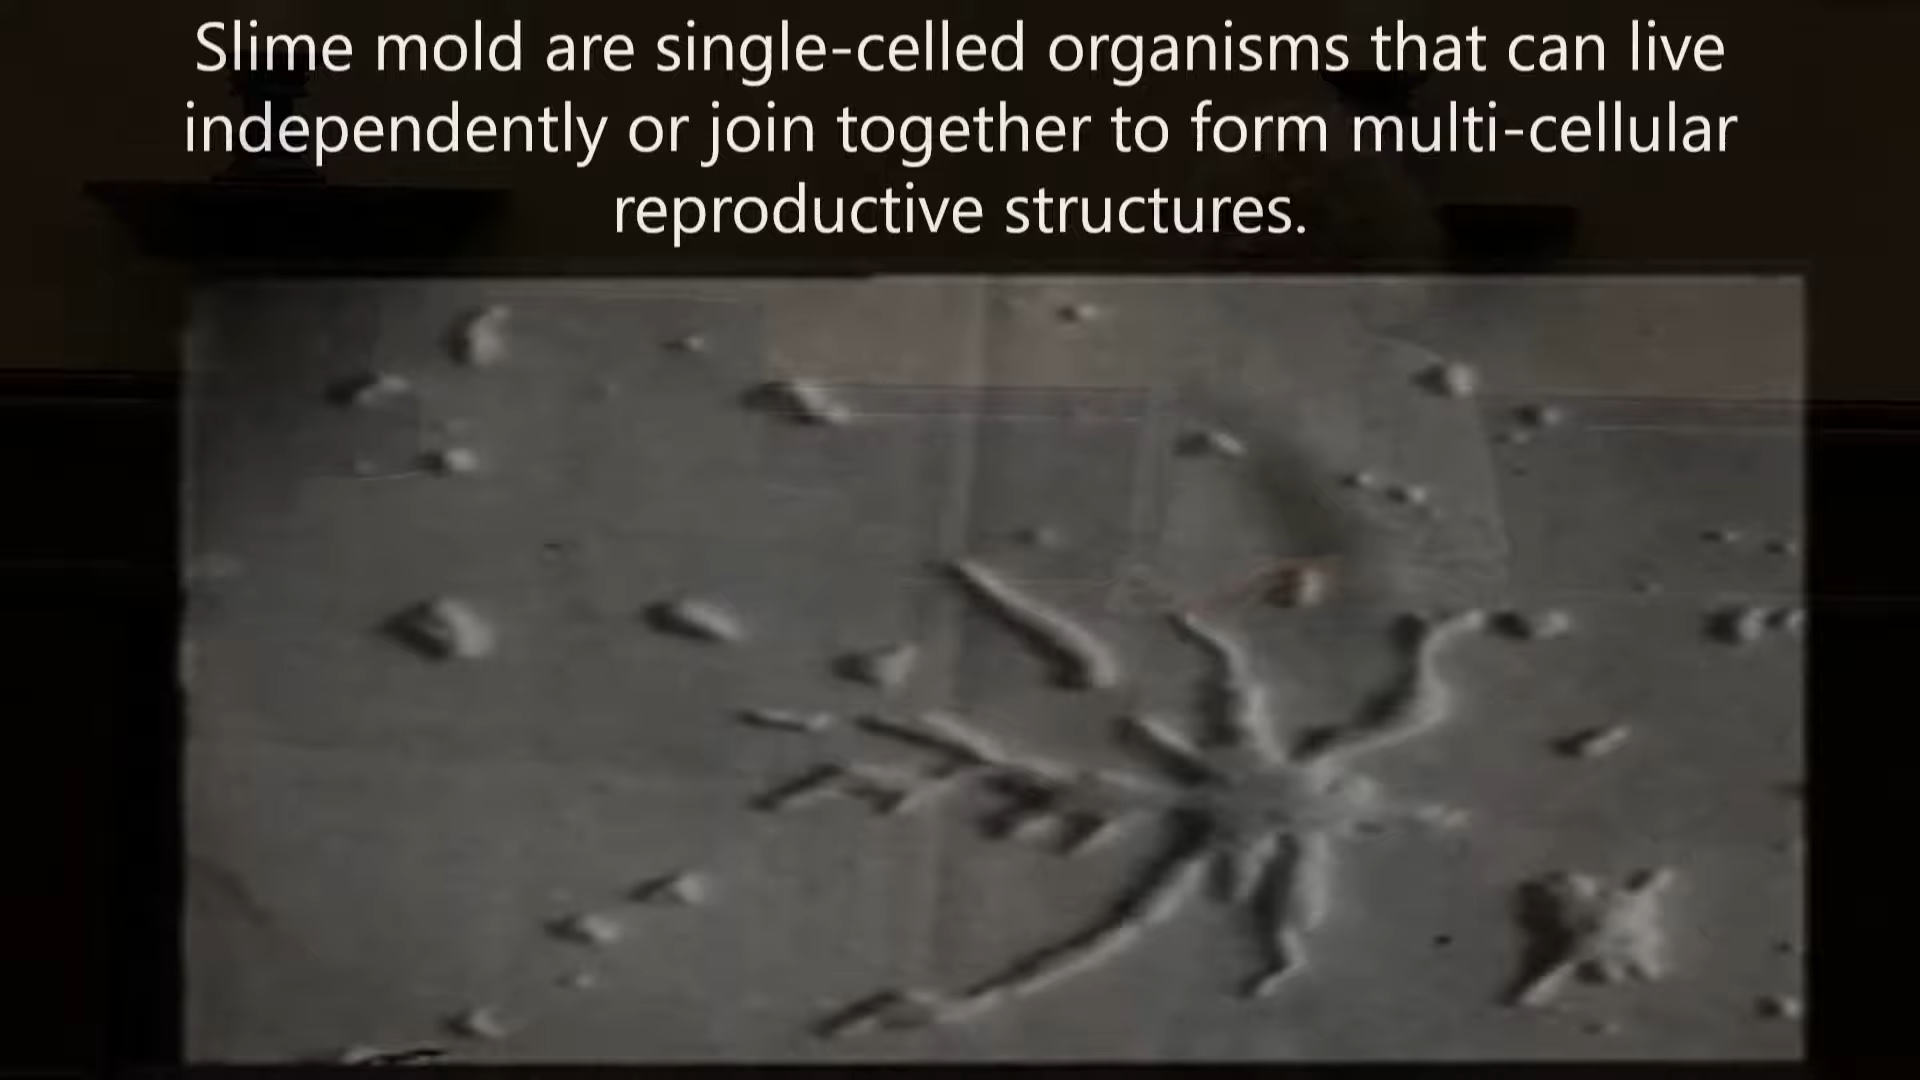 Slime mold are single-celled organisms that can live
independently or join together to form multi-cellular
reproductive structures.